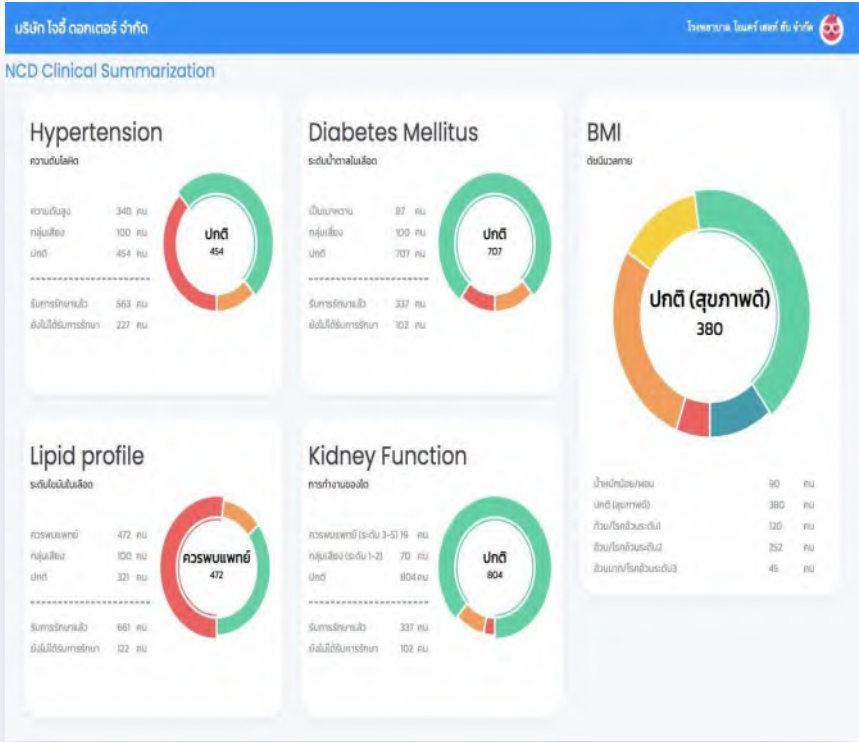 บริษัท ไจอี้ ดอกเตอร์ จำกัด
โรงพยาบาล โอแคร์ เฮลท์ ฮับ จำกัด
NCD Clinical Summarization
Hypertension
ความดันโลหิต
ความดันสูง 340 คน
กลุ่มเสี่ยง 100 คน
ปกติ 454 คน
รับการรักษาแล้ว 563 คน
ยังไม่ได้รับการรักษา 227 คน
ปกติ
454
Diabetes Mellitus
ระดับน้ำตาลในเลือด
เป็นเบาหวาน 87 คน
กลุ่มเสี่ยง 100 คน
ปกติ 707 คน
รับการรักษาแล้ว 337 คน
ยังไม่ได้รับการรักษา 102 คน
ปกติ
707
BMI
ดัชนีมวลกาย
ปกติ (สุขภาพดี)
380
น้ำหนักน้อย/ผอม 90 คน
ปกติ (สุขภาพดี) 380 คน
ท้วม/โรคอ้วนระดับ1 120 คน
อ้วน/โรคอ้วนระดับ2 252 คน
อ้วนมาก/โรคอ้วนระดับ3 45 คน
Lipid profile
ระดับไขมันในเลือด
ควรพบแพทย์ 472 คน
กลุ่มเสี่ยง 100 คน
ปกติ 321 คน
รับการรักษาแล้ว 661 คน
ยังไม่ได้รับการรักษา 122 คน
ควรพบแพทย์
472
Kidney Function
การทำงานของไต
ควรพบแพทย์ (ระดับ 3-5) 19 คน
กลุ่มเสี่ยง (ระดับ 1-2) 70 คน
ปกติ 804 คน
รับการรักษาแล้ว 337 คน
ยังไม่ได้รับการรักษา 102 คน
ปกติ
804